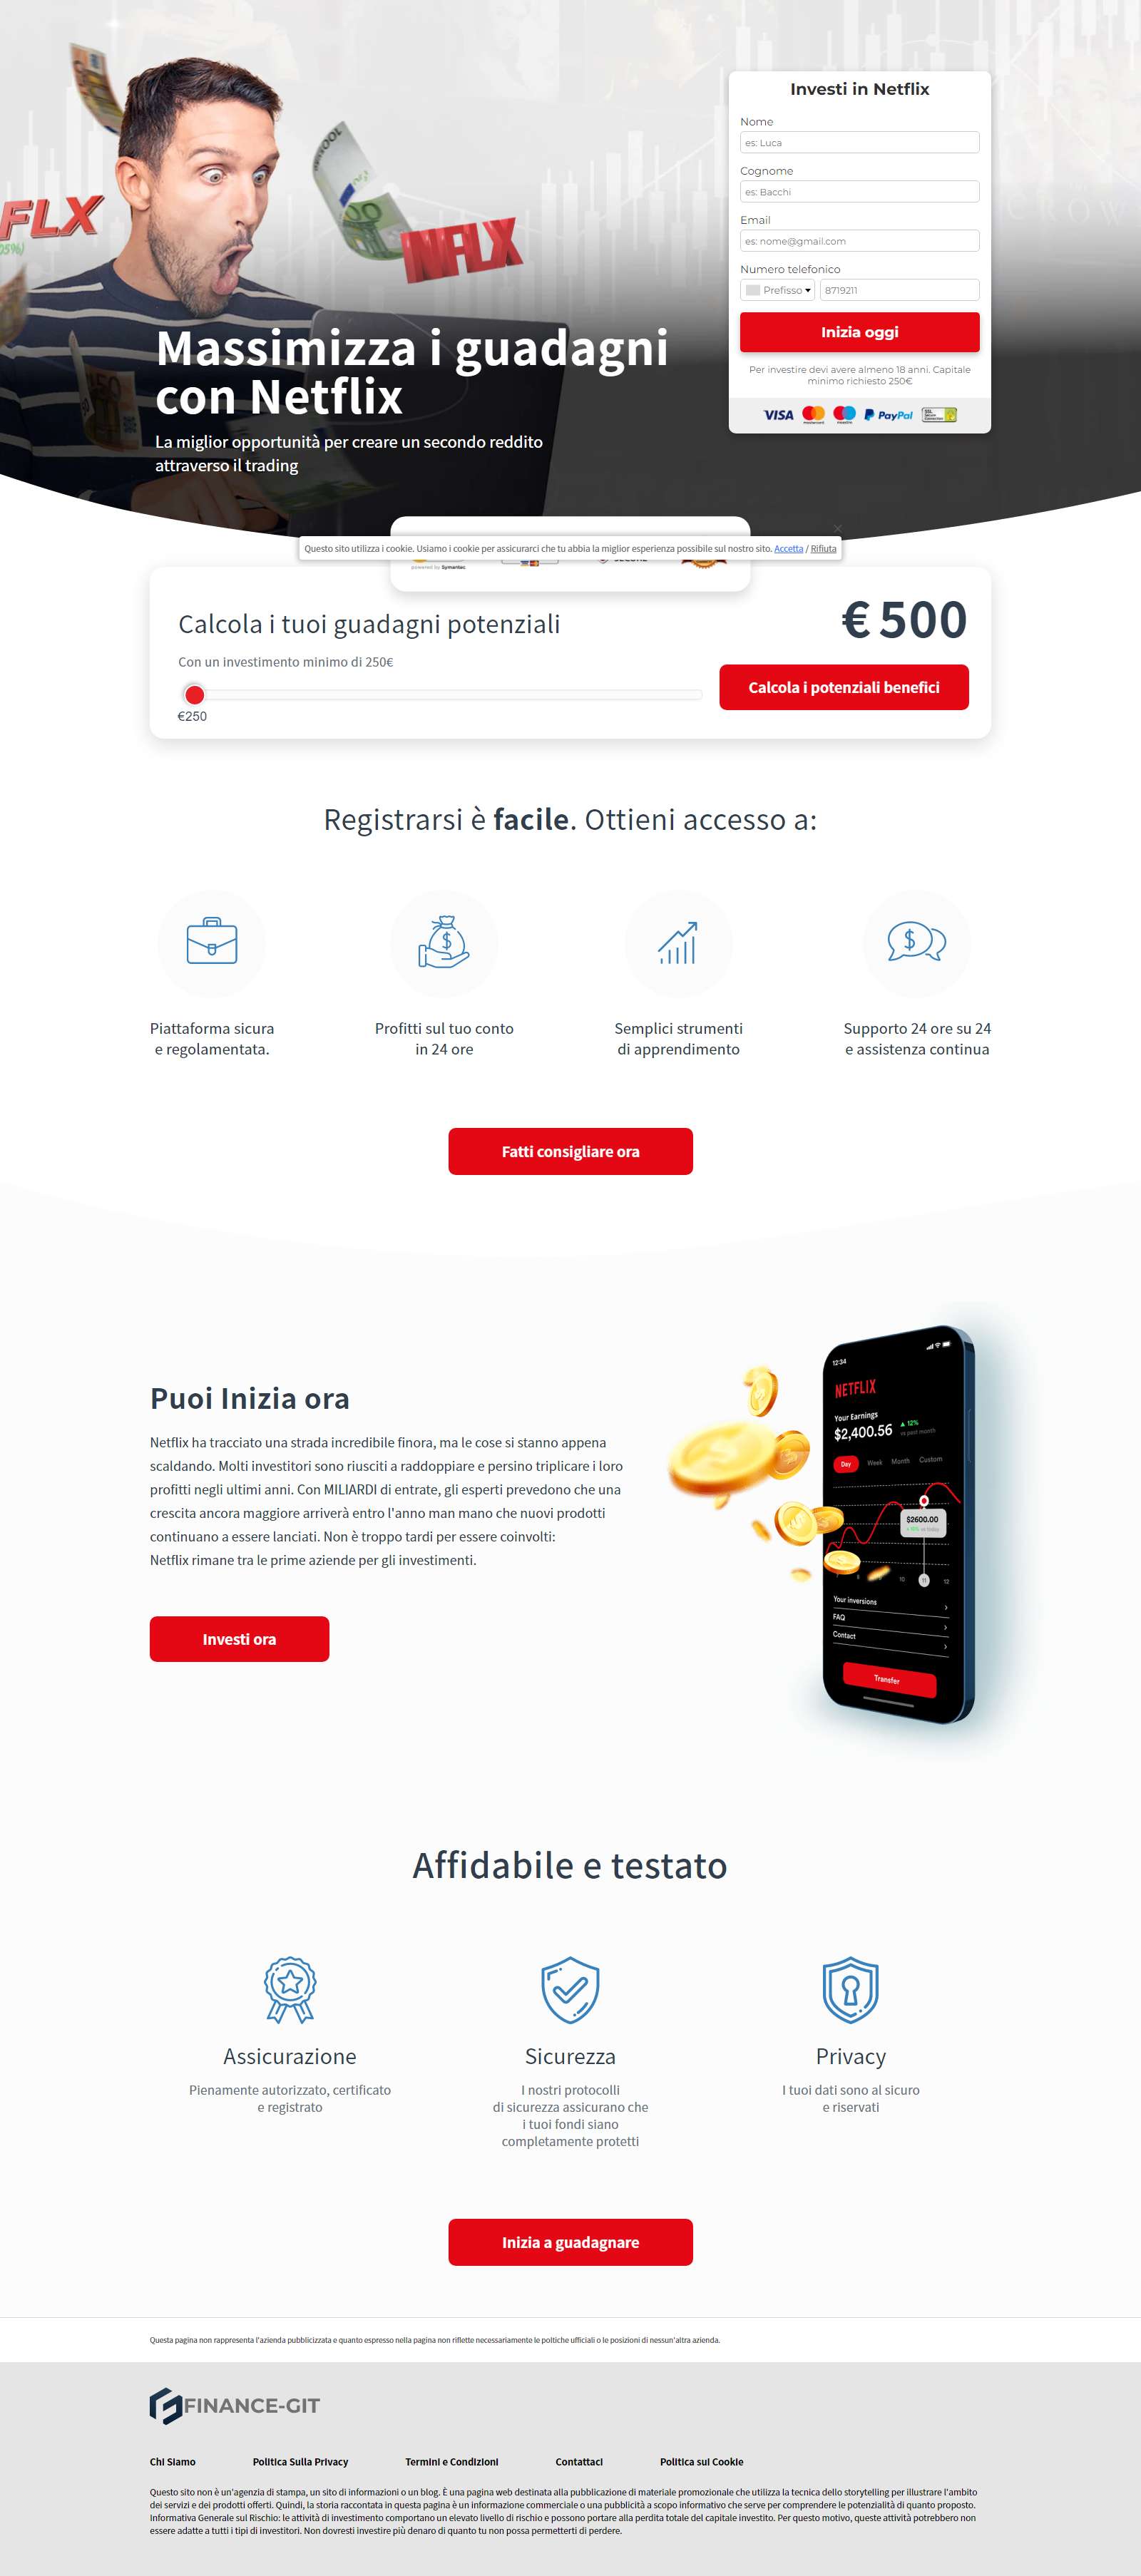 FLX
05%)
NFLX
Massimizza i guadagni
con Netflix
La miglior opportunità per creare un secondo reddito
attraverso il trading
Investi in Netflix
Nome
es: Luca
Cognome
es: Bacchi
Email
es: nome@gmail.com
Numero telefonico
Prefisso
8719211
Inizia oggi
Per investire devi avere almeno 18 anni. Capitale
minimo richiesto 250€
VISA
PayPal
Questo sito utilizza i cookie. Usiamo i cookie per assicurarci che tu abbia la miglior esperienza possibile sul nostro sito. Accetta / Rifiuta
powered by Symantec
Calcola i tuoi guadagni potenziali
€ 500
Con un investimento minimo di 250€
€250
Calcola i potenziali benefici
Registrarsi è facile. Ottieni accesso a:
Piattaforma sicura
e regolamentata.
Profitti sul tuo conto
in 24 ore
Semplici strumenti
di apprendimento
Supporto 24 ore su 24
e assistenza continua
Fatti consigliare ora
Puoi Inizia ora
Netflix ha tracciato una strada incredibile finora, ma le cose si stanno appena
scaldando. Molti investitori sono riusciti a raddoppiare e persino triplicare i loro
profitti negli ultimi anni. Con MILIARDI di entrate, gli esperti prevedono che una
crescita ancora maggiore arriverà entro l'anno man mano che nuovi prodotti
continuano a essere lanciati. Non è troppo tardi per essere coinvolti:
Netflix rimane tra le prime aziende per gli investimenti.
Investi ora
12:34
NETFLIX
Your Earnings
$2,400.56
12%
vs past month
Day Week Month Custom
$2600.00
10 11 12
Your inversions
FAQ
Contact
Transfer
Affidabile e testato
Assicurazione
Pienamente autorizzato, certificato
e registrato
Sicurezza
I nostri protocolli
di sicurezza assicurano che
i tuoi fondi siano
completamente protetti
Privacy
I tuoi dati sono al sicuro
e riservati
Inizia a guadagnare
Questa pagina non rappresenta l'azienda pubblicizzata e quanto espresso nella pagina non riflette necessariamente le poltiche ufficiali o le posizioni di nessun'altra azienda.
FINANCE-GIT
Chi Siamo
Politica Sulla Privacy
Termini e Condizioni
Contattaci
Politica sui Cookie
Questo sito non è un'agenzia di stampa, un sito di informazioni o un blog. È una pagina web destinata alla pubblicazione di materiale promozionale che utilizza la tecnica dello storytelling per illustrare l'ambito
dei servizi e dei prodotti offerti. Quindi, la storia raccontata in questa pagina è un informazione commerciale o una pubblicità a scopo informativo che serve per comprendere le potenzialità di quanto proposto.
Informativa Generale sul Rischio: le attività di investimento comportano un elevato livello di rischio e possono portare alla perdita totale del capitale investito. Per questo motivo, queste attività potrebbero non
essere adatte a tutti i tipi di investitori. Non dovresti investire più denaro di quanto tu non possa permetterti di perdere.